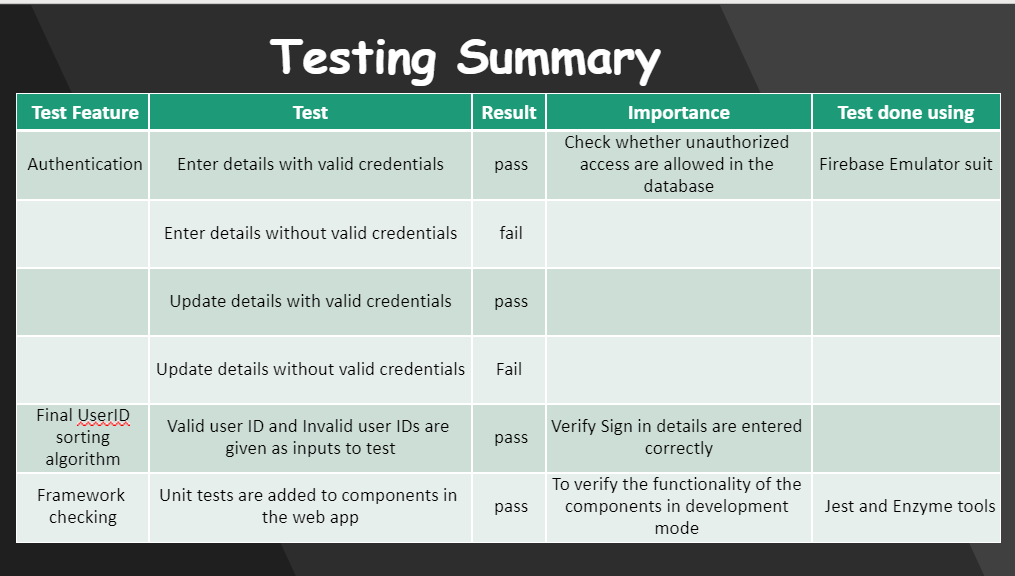 Testing Summary
Test Feature Test Result Importance Test done using
Authentication Enter details with valid credentials pass Check whether unauthorized
access are allowed in the
database Firebase Emulator suit
Enter details without valid credentials fail
Update details with valid credentials pass
Update details without valid credentials Fail
Final UserID
sorting
algorithm Valid user ID and Invalid user IDs are
given as inputs to test pass Verify Sign in details are entered
correctly
Framework
checking Unit tests are added to components in
the web app pass To verify the functionality of the
components in development
mode Jest and Enzyme tools